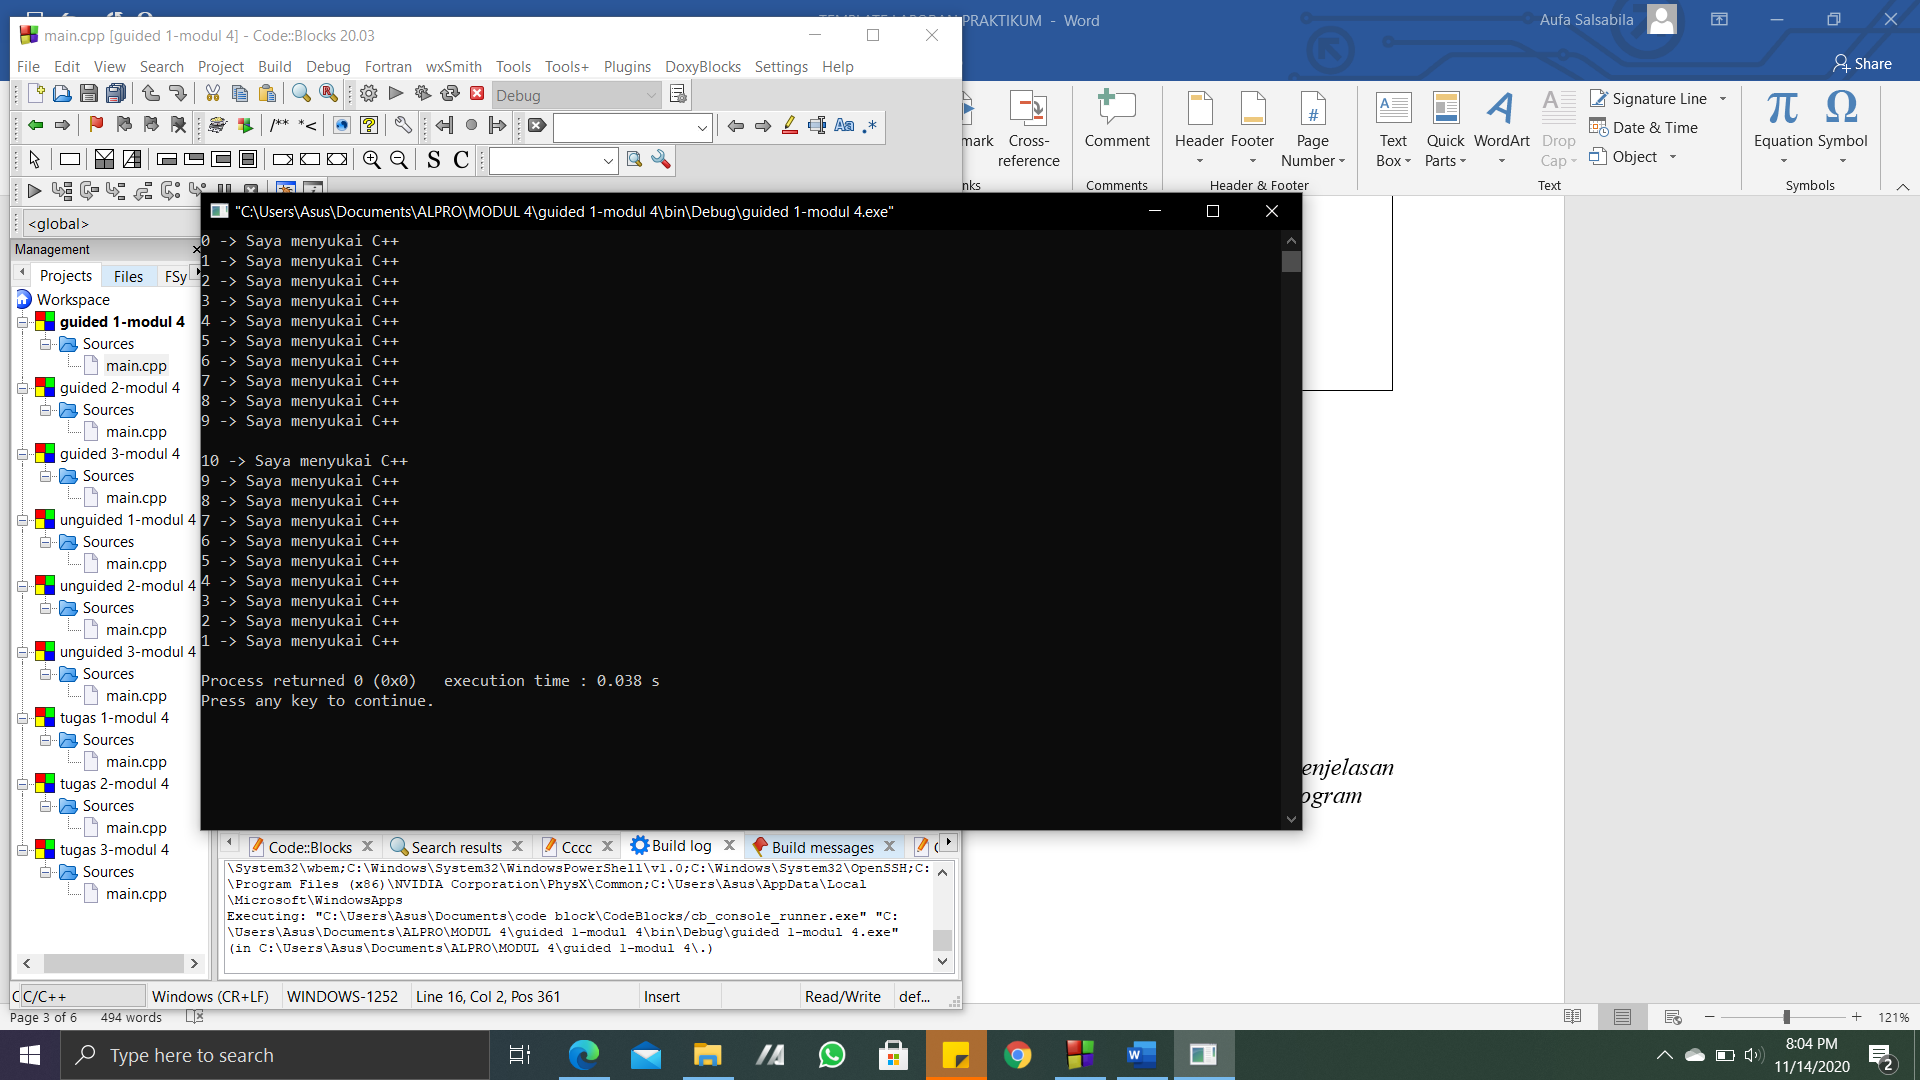 TEMPLATE LAPORAN PRAKTIKUM - Word
Aufa Salsabila
Share
main.cpp [guided 1-modul 4] - Code::Blocks 20.03
File Edit View Search Project Build Debug Fortran wxSmith Tools Tools+ Plugins DoxyBlocks Settings Help
Debug
/** *< Aa .*
S C
<global>
mark
Cross-reference
Comment
Header
Footer
Page Number
Text Box
Quick Parts
WordArt
Drop Cap
Signature Line
Date & Time
Object
Equation
Symbol
nks
Comments
Header & Footer
Text
Symbols
Management
Projects Files FSy
Workspace
guided 1-modul 4
Sources
main.cpp
guided 2-modul 4
Sources
main.cpp
guided 3-modul 4
Sources
main.cpp
unguided 1-modul 4
Sources
main.cpp
unguided 2-modul 4
Sources
main.cpp
unguided 3-modul 4
Sources
main.cpp
tugas 1-modul 4
Sources
main.cpp
tugas 2-modul 4
Sources
main.cpp
tugas 3-modul 4
Sources
main.cpp
"C:\Users\Asus\Documents\ALPRO\MODUL 4\guided 1-modul 4\bin\Debug\guided 1-modul 4.exe"
0 -> Saya menyukai C++
1 -> Saya menyukai C++
2 -> Saya menyukai C++
3 -> Saya menyukai C++
4 -> Saya menyukai C++
5 -> Saya menyukai C++
6 -> Saya menyukai C++
7 -> Saya menyukai C++
8 -> Saya menyukai C++
9 -> Saya menyukai C++
10 -> Saya menyukai C++
9 -> Saya menyukai C++
8 -> Saya menyukai C++
7 -> Saya menyukai C++
6 -> Saya menyukai C++
5 -> Saya menyukai C++
4 -> Saya menyukai C++
3 -> Saya menyukai C++
2 -> Saya menyukai C++
1 -> Saya menyukai C++
Process returned 0 (0x0)   execution time : 0.038 s
Press any key to continue.
enjelasan
ogram
Code::Blocks Search results Cccc Build log Build messages
\System32\wbem;C:\Windows\System32\WindowsPowerShell\v1.0;C:\Windows\System32\OpenSSH;C:
\Program Files (x86)\NVIDIA Corporation\PhysX\Common;C:\Users\Asus\AppData\Local
\Microsoft\WindowsApps
Executing: "C:\Users\Asus\Documents\code block\CodeBlocks/cb_console_runner.exe" "C:
\Users\Asus\Documents\ALPRO\MODUL 4\guided 1-modul 4\bin\Debug\guided 1-modul 4.exe"
(in C:\Users\Asus\Documents\ALPRO\MODUL 4\guided 1-modul 4\.)
C C/C++ Windows (CR+LF) WINDOWS-1252 Line 16, Col 2, Pos 361 Insert Read/Write def...
Page 3 of 6 494 words
121%
Type here to search
8:04 PM
11/14/2020
2